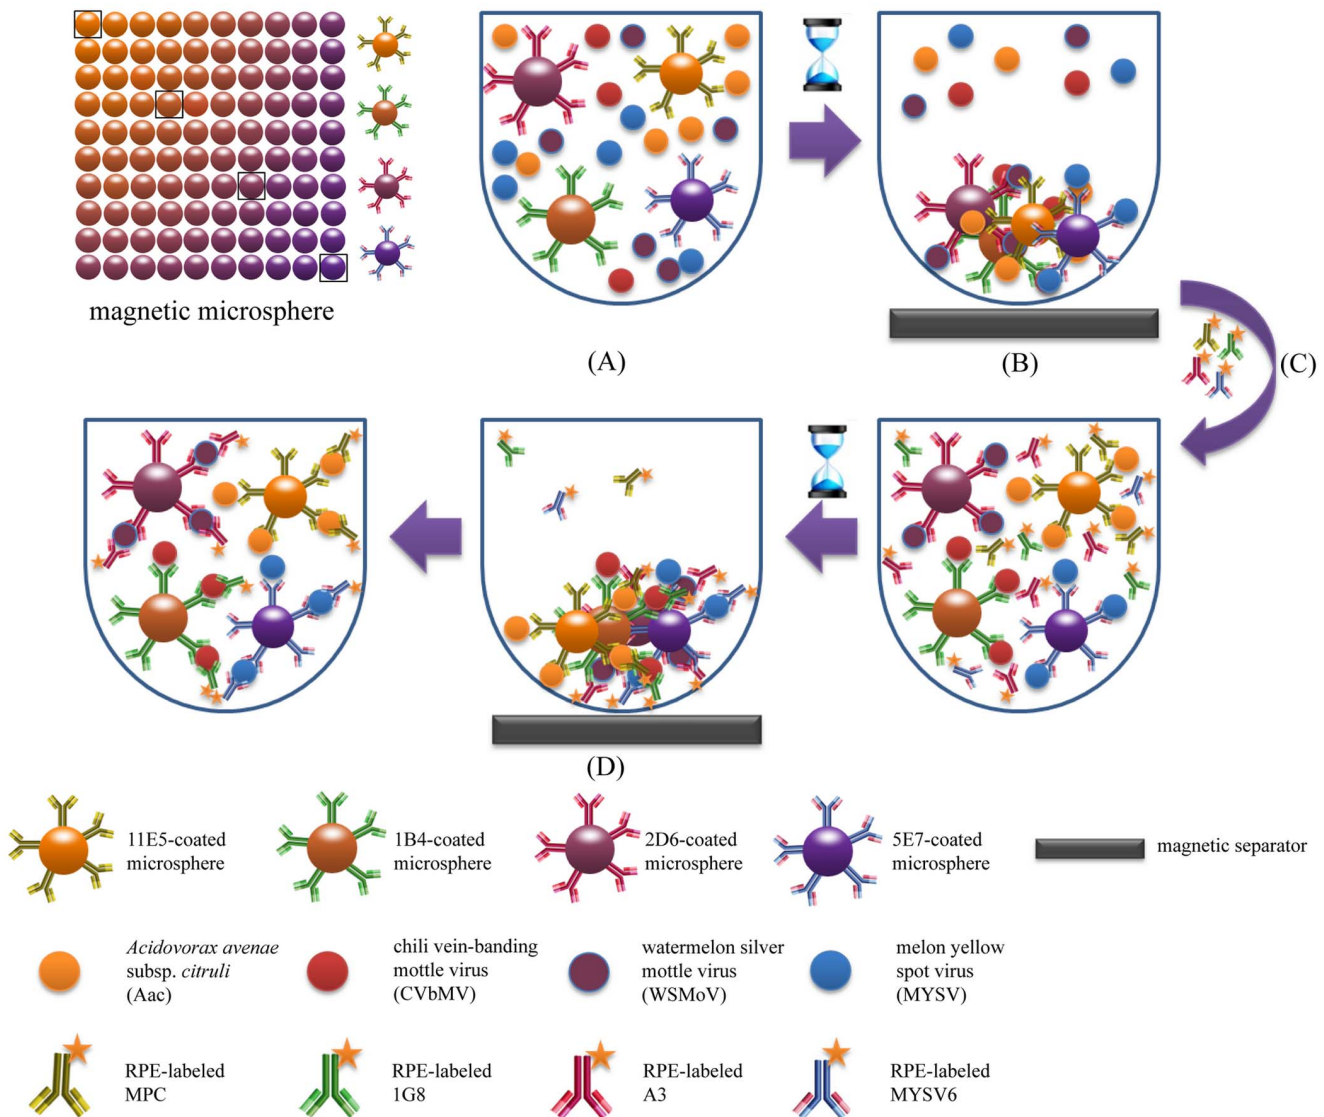 magnetic microsphere
(A)
(B)
(C)
(D)
11E5-coated
microsphere
1B4-coated
microsphere
2D6-coated
microsphere
5E7-coated
microsphere
magnetic separator
Acidovorax avenae
subsp. citruli
(Aac)
chili vein-banding
mottle virus
(CVbMV)
watermelon silver
mottle virus
(WSMoV)
melon yellow
spot virus
(MYSV)
RPE-labeled
MPC
RPE-labeled
1G8
RPE-labeled
A3
RPE-labeled
MYSV6